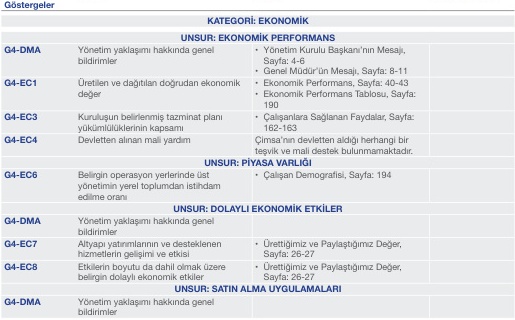 Göstergeler
KATEGORİ: EKONOMİK
UNSUR: EKONOMİK PERFORMANS
G4-DMA Yönetim yaklaşımı hakkında genel bildirimler • Yönetim Kurulu Başkanı'nın Mesajı, Sayfa: 4-6
• Genel Müdür'ün Mesajı, Sayfa: 8-11
G4-EC1 Üretilen ve dağıtılan doğrudan ekonomik değer • Ekonomik Performans, Sayfa: 40-43
• Ekonomik Performans Tablosu, Sayfa: 190
G4-EC3 Kuruluşun belirlenmiş tazminat planı yükümlülüklerinin kapsamı • Çalışanlara Sağlanan Faydalar, Sayfa: 162-163
G4-EC4 Devletten alınan mali yardım Çimsa'nın devletten aldığı herhangi bir teşvik ve mali destek bulunmamaktadır.
UNSUR: PİYASA VARLIĞI
G4-EC6 Belirgin operasyon yerlerinde üst yönetimin yerel toplumdan istihdam edilme oranı • Çalışan Demografisi, Sayfa: 194
UNSUR: DOLAYLI EKONOMİK ETKİLER
G4-DMA Yönetim yaklaşımı hakkında genel bildirimler
G4-EC7 Altyapı yatırımlarının ve desteklenen hizmetlerin gelişimi ve etkisi • Ürettiğimiz ve Paylaştığımız Değer, Sayfa: 26-27
G4-EC8 Etkilerin boyutu da dahil olmak üzere belirgin dolaylı ekonomik etkiler • Ürettiğimiz ve Paylaştığımız Değer, Sayfa: 26-27
UNSUR: SATIN ALMA UYGULAMALARI
G4-DMA Yönetim yaklaşımı hakkında genel bildirimler